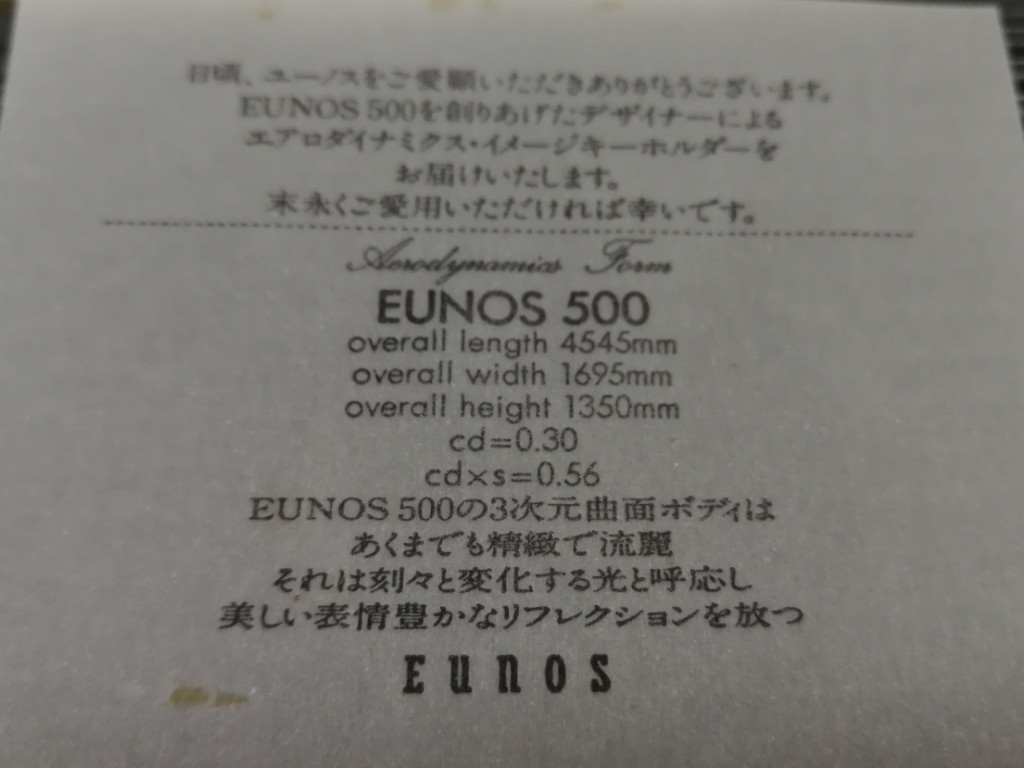 日頃、ユーノスをご愛顧いただきありがとうございます。
EUNOS 500を創りあげたデザイナーによる
エアロダイナミクス・イメージキーホルダーを
お届けいたします。
末永くご愛用いただければ幸いです。
Aerodynamics Form
EUNOS 500
overall length 4545mm
overall width 1695mm
overall height 1350mm
cd=0.30
cd×s=0.56
EUNOS 500の3次元曲面ボディは
あくまでも精緻で流麗
それは刻々と変化する光と呼応し
美しい表情豊かなリフレクションを放つ
EUNOS